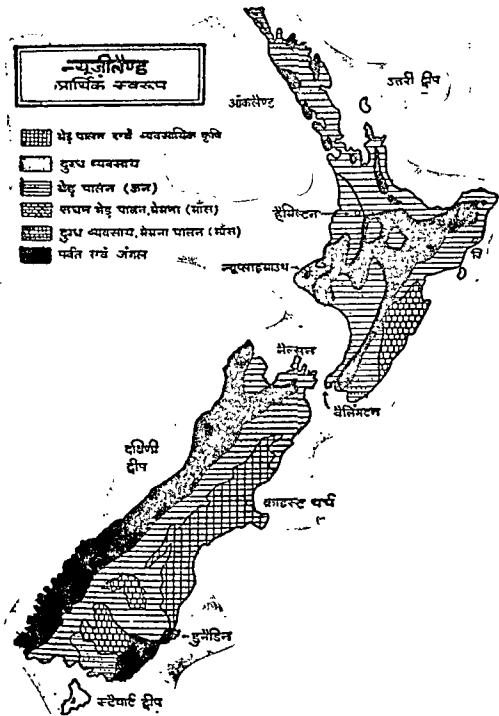 न्यूजीलैण्ड
आर्थिक स्वरूप
भेड़ पालन एवं व्यवसायिक कृषि
दुग्ध व्यवसाय
भेड़ पालन (ऊन)
सघन भेड़ पालन, मेमना (माँस)
दुग्ध व्यवसाय, मेमना पालन (माँस)
पर्वत एवं जंगल
ऑकलैण्ट
उत्तरी द्वीप
हैमिल्टन
न्यूप्लाइमाउथ
नैल्सन
वैलिंगटन
दक्षिणी
द्वीप
क्राइस्ट चर्च
डुनैडिन
स्टेवार्ट द्वीप